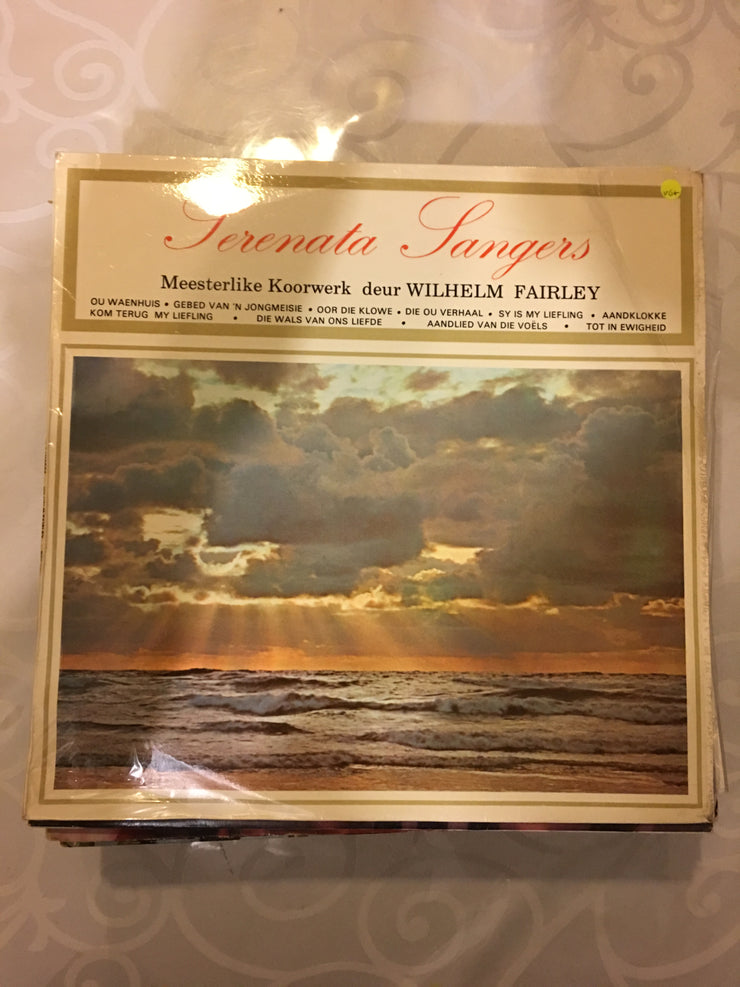 VG+
Serenata Sangers
Meesterlike Koorwerk deur WILHELM FAIRLEY
OU WAENHUIS • GEBED VAN 'N JONGMEISIE • OOR DIE KLOWE • DIE OU VERHAAL • SY IS MY LIEFLING • AANDKLOKKE
KOM TERUG MY LIEFLING • DIE WALS VAN ONS LIEFDE • AANDLIED VAN DIE VOËLS • TOT IN EWIGHEID